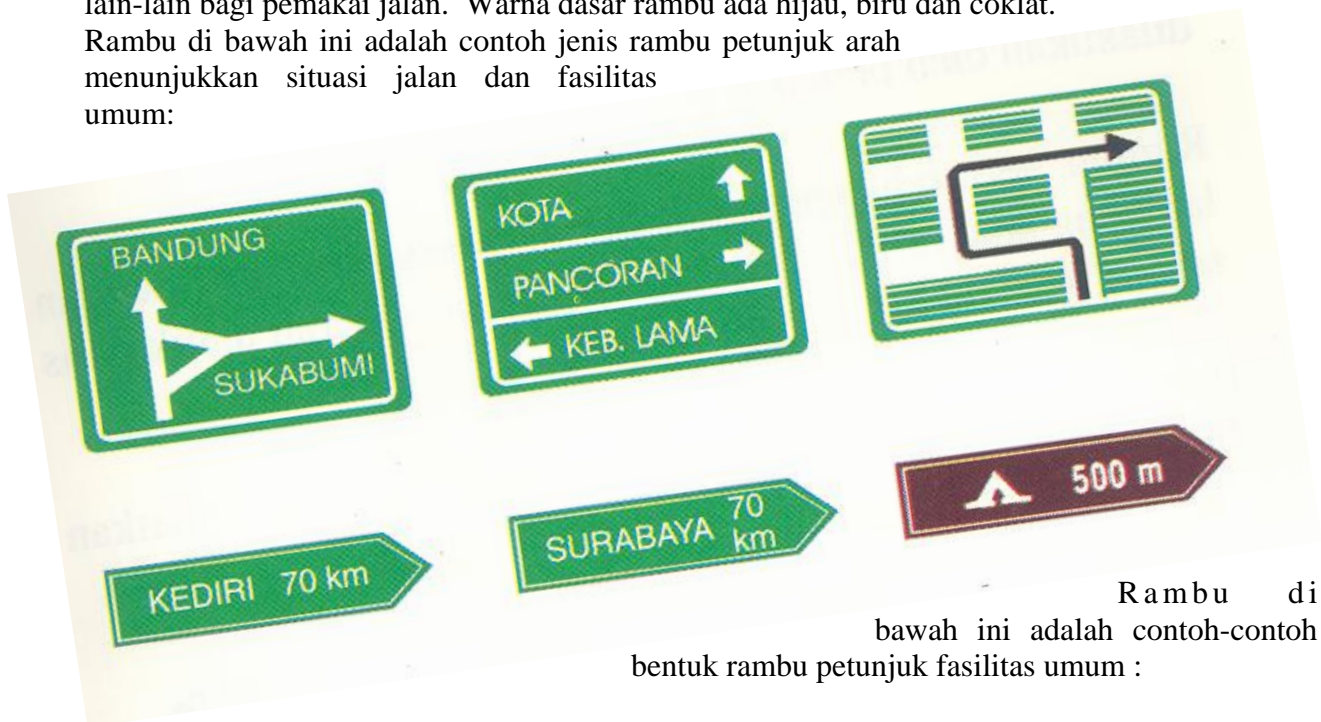 lain-lain bagi pemakai jalan. Warna dasar rambu ada hijau, biru dan coklat.
Rambu di bawah ini adalah contoh jenis rambu petunjuk arah
menunjukkan situasi jalan dan fasilitas
umum:
BANDUNG
SUKABUMI
KOTA
PANCORAN
KEB. LAMA
KEDIRI 70 km
SURABAYA 70 km
500 m
Rambu di
bawah ini adalah contoh-contoh
bentuk rambu petunjuk fasilitas umum :